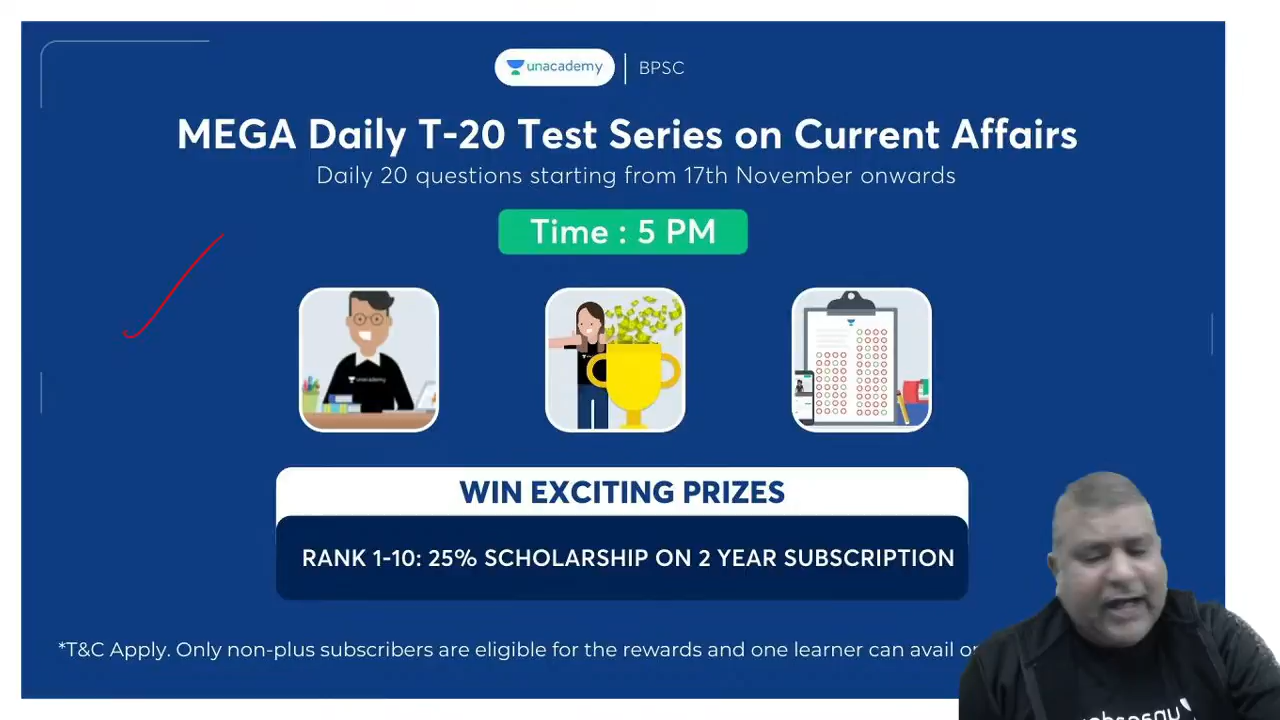 unacademy | BPSC
MEGA Daily T-20 Test Series on Current Affairs
Daily 20 questions starting from 17th November onwards
Time : 5 PM
unacademy
WIN EXCITING PRIZES
RANK 1-10: 25% SCHOLARSHIP ON 2 YEAR SUBSCRIPTION
*T&C Apply. Only non-plus subscribers are eligible for the rewards and one learner can avail